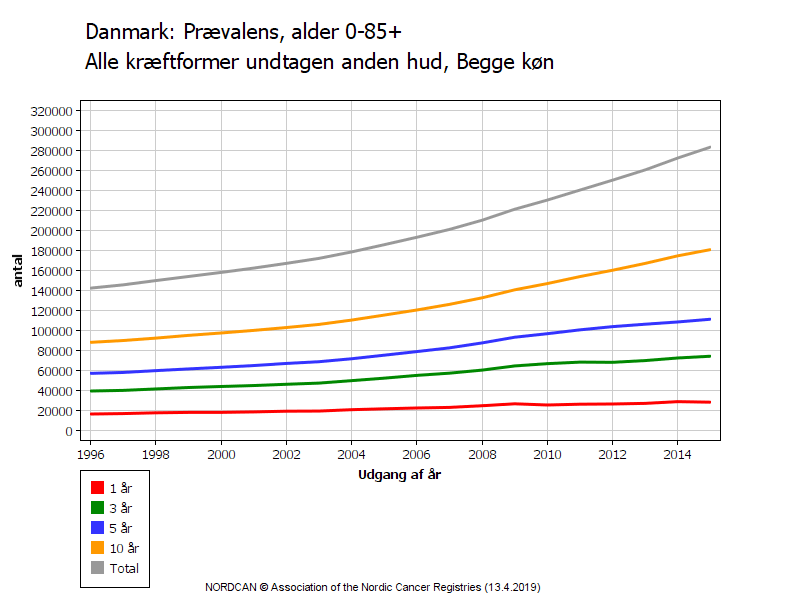 Danmark: Prævalens, alder 0-85+
Alle kræftformer undtagen anden hud, Begge køn
320000
300000
280000
260000
240000
220000
200000
180000
160000
140000
120000
100000
80000
60000
40000
20000
0
antal
1996 1998 2000 2002 2004 2006 2008 2010 2012 2014
Udgang af år
1 år
3 år
5 år
10 år
Total
NORDCAN © Association of the Nordic Cancer Registries (13.4.2019)